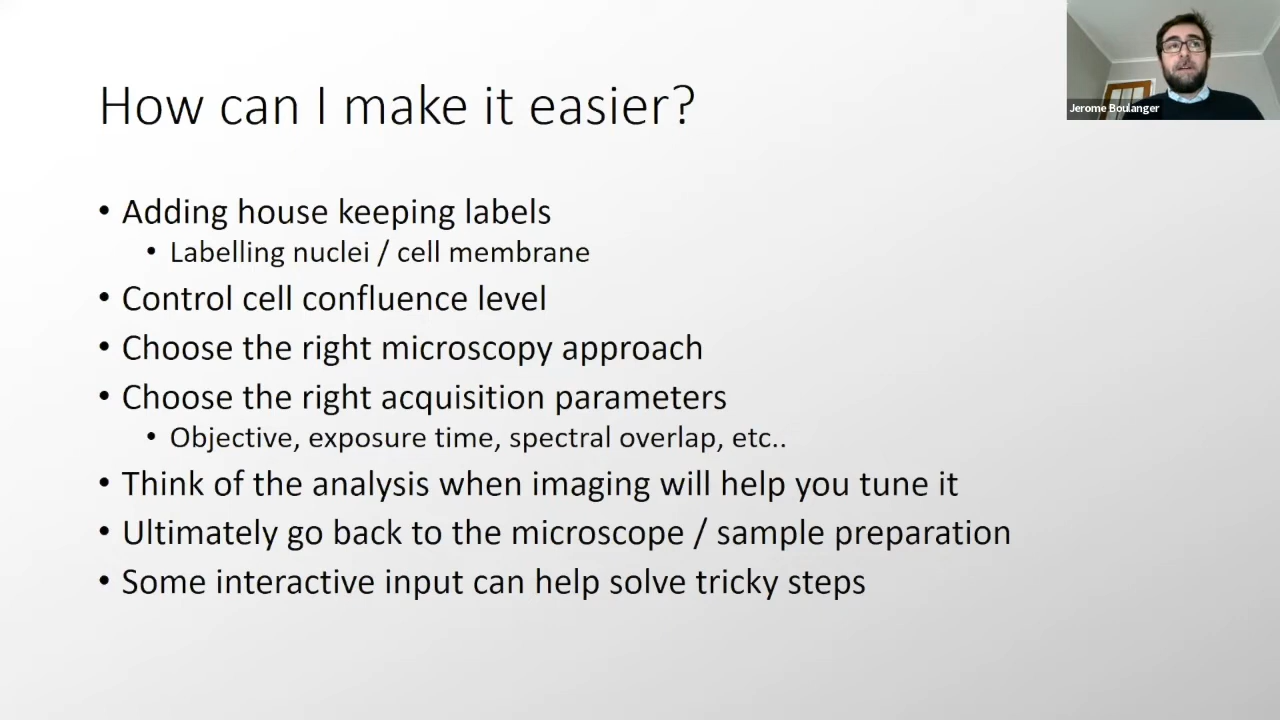 How can I make it easier?
Jerome Boulanger
• Adding house keeping labels
• Labelling nuclei / cell membrane
• Control cell confluence level
• Choose the right microscopy approach
• Choose the right acquisition parameters
• Objective, exposure time, spectral overlap, etc..
• Think of the analysis when imaging will help you tune it
• Ultimately go back to the microscope / sample preparation
• Some interactive input can help solve tricky steps